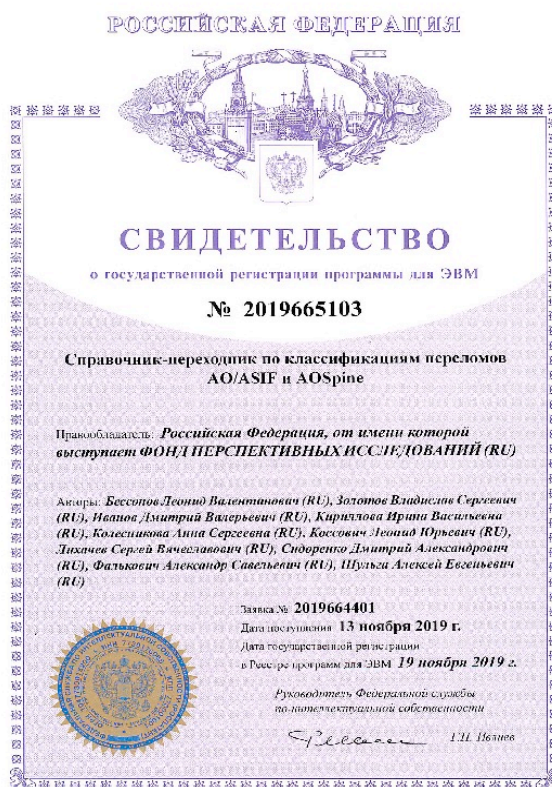 РОССИЙСКАЯ ФЕДЕРАЦИЯ
СВИДЕТЕЛЬСТВО
о государственной регистрации программы для ЭВМ
№ 2019665103
Справочник-переходник по классификациям переломов
AO/ASIF и AOSpine
Правообладатель: Российская Федерация, от имени которой
выступает ФОНД ПЕРСПЕКТИВНЫХ ИССЛЕДОВАНИЙ (RU)
Авторы: Бессонов Леонид Валентинович (RU), Золотов Владислав Сергеевич
(RU), Иванов Дмитрий Валерьевич (RU), Кириллова Ирина Васильевна
(RU), Колесникова Анна Сергеевна (RU), Коссович Леонид Юрьевич (RU),
Лихачев Сергей Вячеславович (RU), Сидоренко Дмитрий Александрович
(RU), Фалькович Александр Савельевич (RU), Шульга Алексей Евгеньевич
(RU)
Заявка № 2019664401
Дата поступления 13 ноября 2019 г.
Дата государственной регистрации
в Реестре программ для ЭВМ 19 ноября 2019 г.
Руководитель Федеральной службы
по интеллектуальной собственности
Г.П. Ивлиев